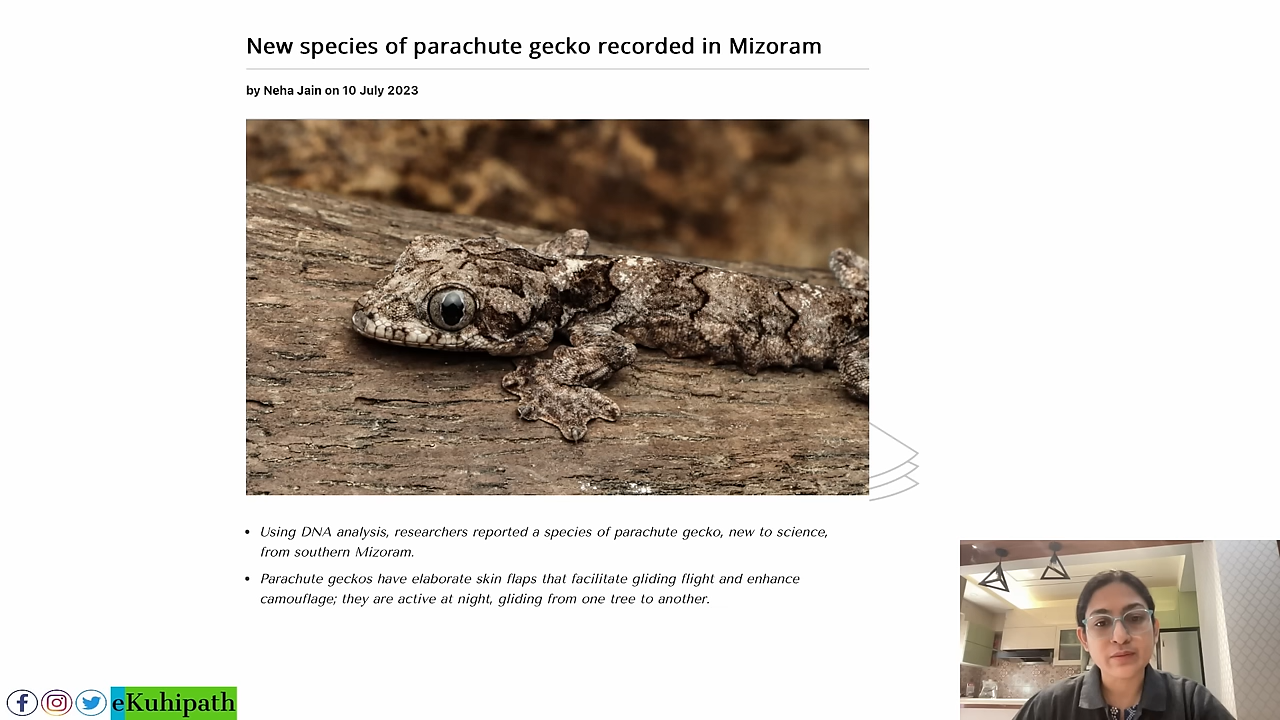 New species of parachute gecko recorded in Mizoram
by Neha Jain on 10 July 2023
• Using DNA analysis, researchers reported a species of parachute gecko, new to science,
from southern Mizoram.
• Parachute geckos have elaborate skin flaps that facilitate gliding flight and enhance
camouflage; they are active at night, gliding from one tree to another.
eKuhipath